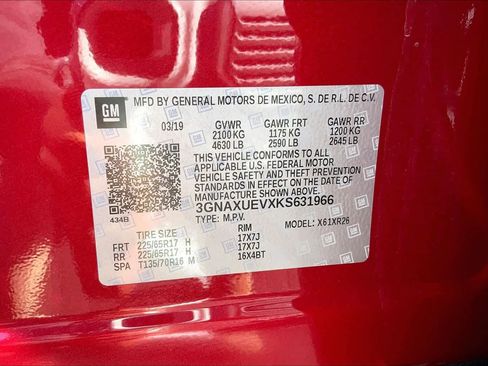 GM
MFD BY GENERAL MOTORS DE MEXICO, S. DE R.L. DE C.V.
03/19 GVWR GAWR FRT GAWR RR
2100 KG 1175 KG 1200 KG
4630 LB 2590 LB 2645 LB
THIS VEHICLE CONFORMS TO ALL
APPLICABLE U.S. FEDERAL MOTOR
VEHICLE SAFETY AND THEFT
PREVENTION STANDARDS IN EFFECT
ON THE DATE OF MANUFACTURE
SHOWN ABOVE.
3GNAXUEVXKS631966
434B TYPE: M.P.V. MODEL: X61XR26
TIRE SIZE RIM
FRT 225/65R17 H 17X7J
RR 225/65R17 H 17X7J
SPA T135/70R16 M 16X4BT